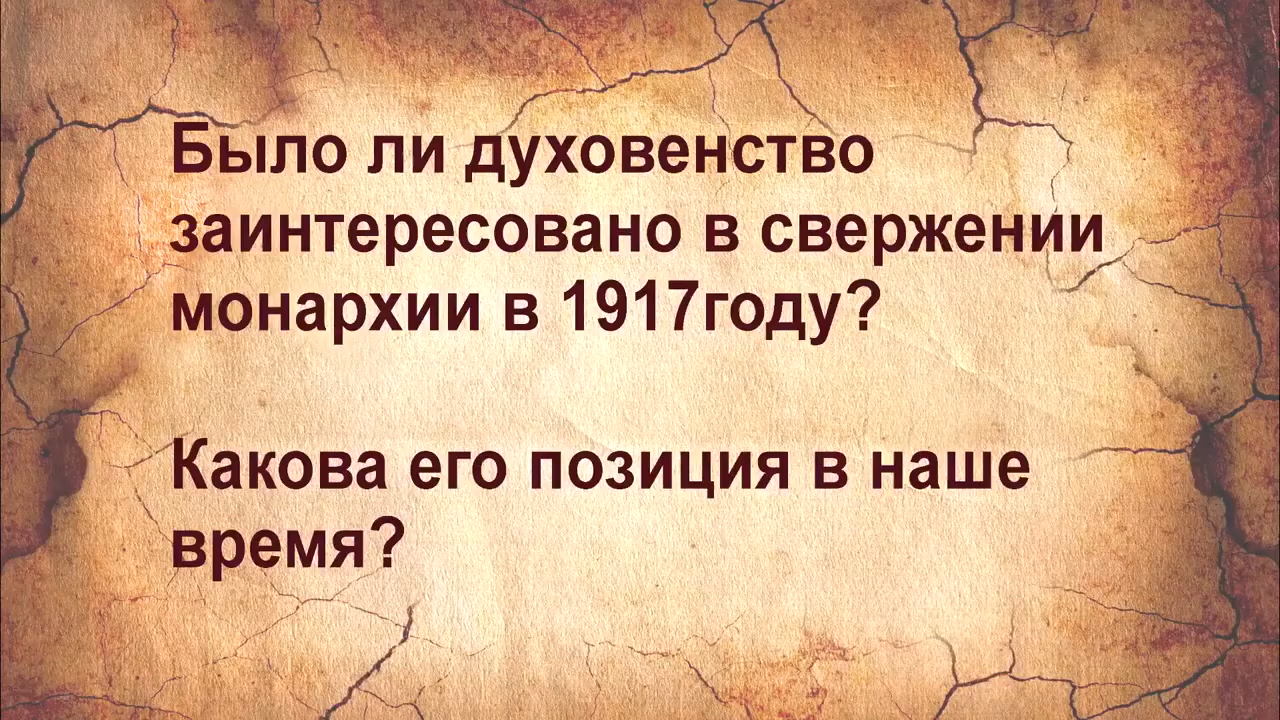 Было ли духовенство
заинтересовано в свержении
монархии в 1917году?
Какова его позиция в наше
время?